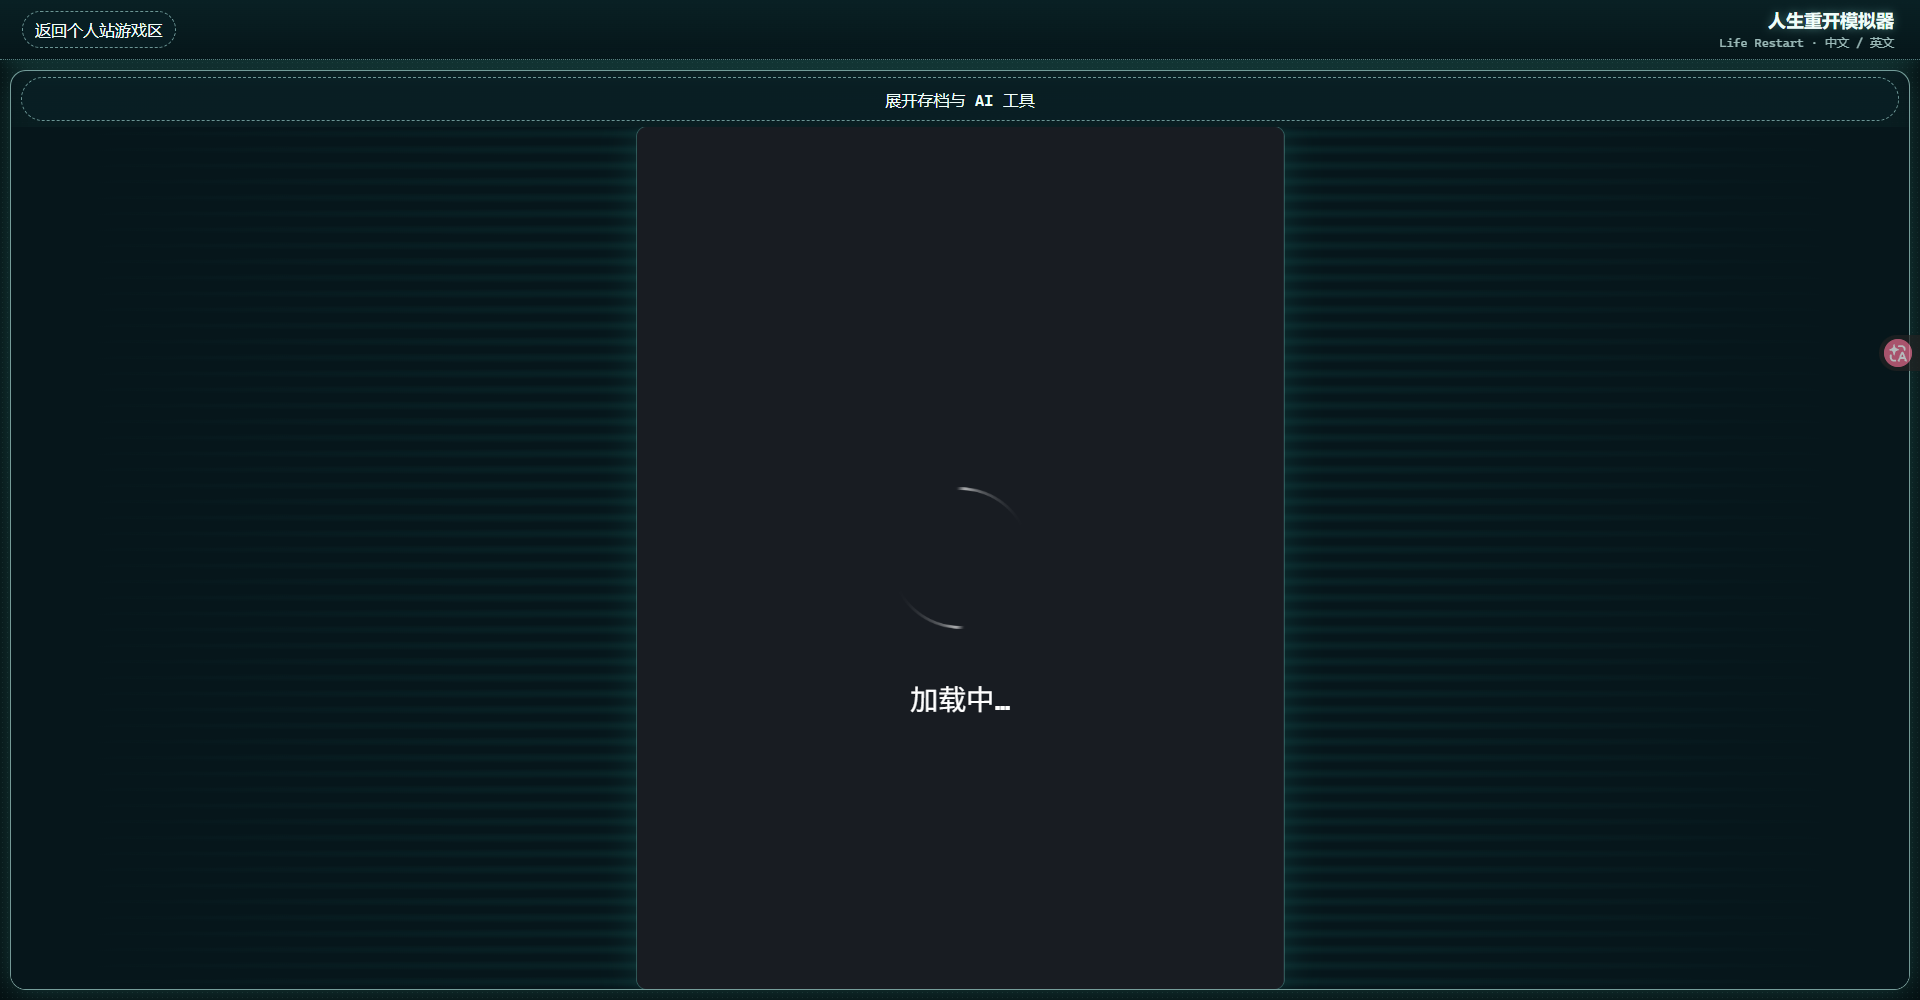 返回个人站游戏区
人生重开模拟器
Life Restart · 中文 / 英文
展开存档与 AI 工具
加载中...